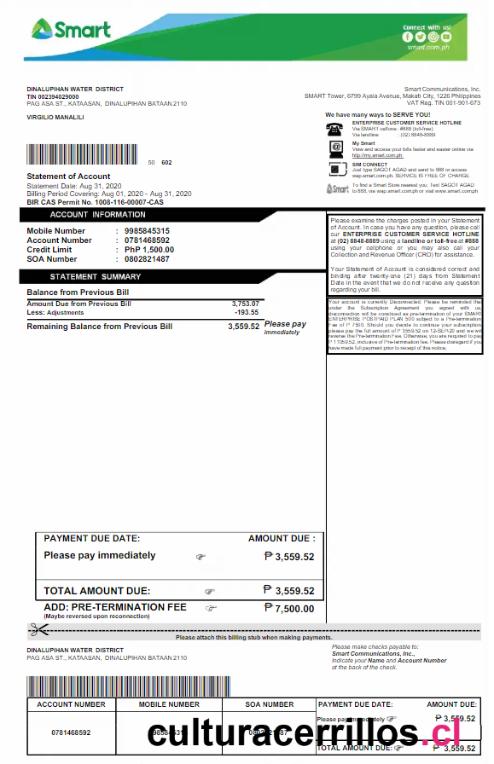 Smart
Connect with us!
smart.com.ph
DINALUPIHAN WATER DISTRICT
TIN 002394029000
PAG ASA ST., KATAASAN, DINALUPIHAN BATAAN 2110
VIRGILIO MANALILI
Smart Communications, Inc.
SMART Tower, 6799 Ayala Avenue, Makati City, 1226 Philippines
VAT Reg. TIN 001-901-673
We have many ways to SERVE YOU!
ENTERPRISE CUSTOMER SERVICE HOTLINE
Via SMART cellular: #888 (toll-free)
Via landline: (02) 8848-8889
My Smart
View and access your bills faster and easier online via
http://my.smart.com.ph
SIM CONNECT
Just type SAGOT AGAD and send to 888 or access
wap.smart.com.ph. SERVICE IS FREE OF CHARGE.
Smart
To find a Smart Store nearest you: Text SAGOT AGAD
to 888, via wap.smart.com.ph or visit www.smart.com.ph
50 602
Statement of Account
Statement Date: Aug 31, 2020
Billing Period Covering: Aug 01, 2020 - Aug 31, 2020
BIR CAS Permit No. 1008-116-00007-CAS
ACCOUNT INFORMATION
Mobile Number : 9985845315
Account Number : 0781468592
Credit Limit : PhP 1,500.00
SOA Number : 0802821487
Please examine the charges posted in your Statement
of Account. In case you have any question, please call
our ENTERPRISE CUSTOMER SERVICE HOTLINE
at (02) 8848-8889 using a landline or toll-free at #888
using your cellphone or you may also call your
Collection and Revenue Officer (CRO) for assistance.
Your Statement of Account is considered correct and
binding after twenty-one (21) days from Statement
Date in the event that we do not receive any question
regarding your bill.
STATEMENT SUMMARY
Balance from Previous Bill
Amount Due from Previous Bill 3,753.07
Less: Adjustments -193.55
Remaining Balance from Previous Bill 3,559.52 Please pay
immediately
Your account is currently Disconnected. Please be reminded that
under the Subscription Agreement you agreed with us,
disconnection will be construed as pre-termination of your SMART
ENTERPRISE POSTPAID PLAN 500 subject to a Pre-termination
Fee of P 7500. Should you decide to continue your subscription
please pay the full amount of P 3559.52 on 12-SEP-20 and we will
reverse the Pre-termination Fee. Otherwise, you are required to pay
inclusive of Pre-termination fee. Please disregard if you
have made full payment prior to receipt of this notice.
PAYMENT DUE DATE: AMOUNT DUE :
Please pay immediately ₱ 3,559.52
TOTAL AMOUNT DUE: ₱ 3,559.52
ADD: PRE-TERMINATION FEE ₱ 7,500.00
(Maybe reversed upon reconnection)
Please attach this billing stub when making payments.
DINALUPIHAN WATER DISTRICT
PAG ASA ST., KATAASAN, DINALUPIHAN BATAAN 2110
Please make checks payable to:
Smart Communications, Inc.,
Indicate your Name and Account Number
at the back of the check.
ACCOUNT NUMBER MOBILE NUMBER SOA NUMBER PAYMENT DUE DATE: AMOUNT DUE:
Please pay immediately ₱ 3,559.52
0781468592
culturacerrillos.cl
TOTAL AMOUNT DUE: ₱ 3,559.52